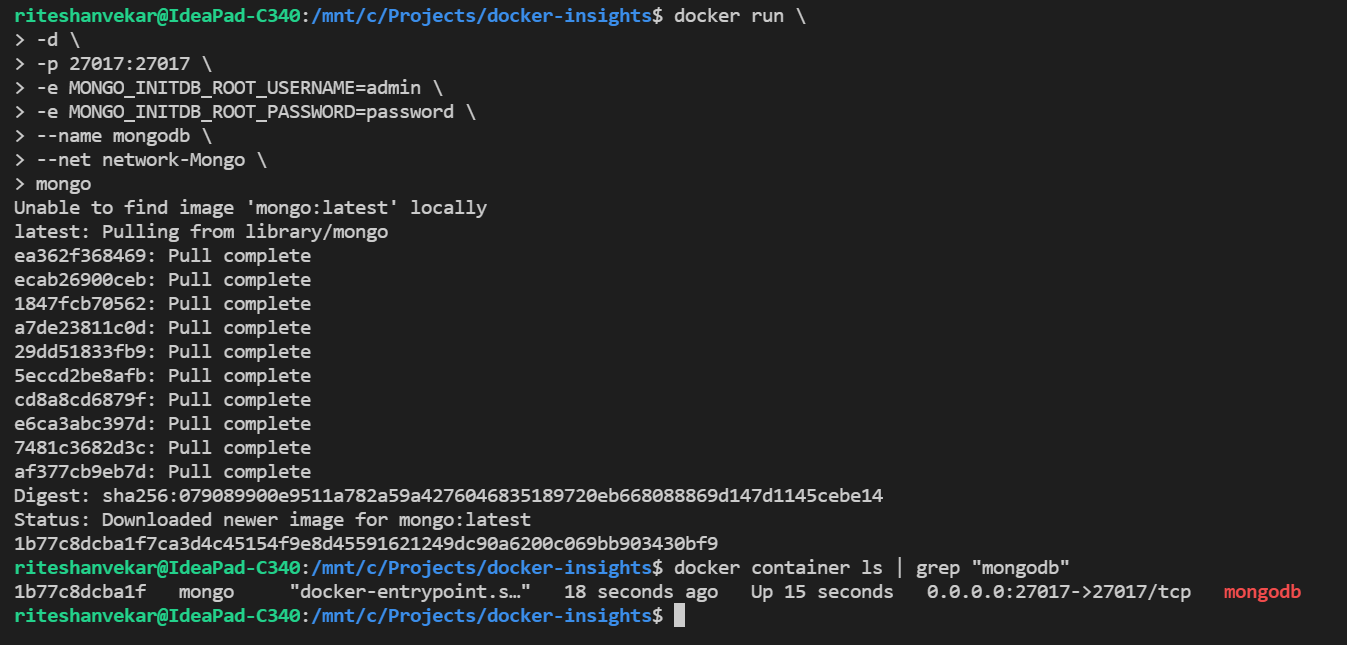 riteshanvekar@IdeaPad-C340:/mnt/c/Projects/docker-insights$ docker run \
> -d \
> -p 27017:27017 \
> -e MONGO_INITDB_ROOT_USERNAME=admin \
> -e MONGO_INITDB_ROOT_PASSWORD=password \
> --name mongodb \
> --net network-Mongo \
> mongo
Unable to find image 'mongo:latest' locally
latest: Pulling from library/mongo
ea362f368469: Pull complete
ecab26900ceb: Pull complete
1847fcb70562: Pull complete
a7de23811c0d: Pull complete
29dd51833fb9: Pull complete
5eccd2be8afb: Pull complete
cd8a8cd6879f: Pull complete
e6ca3abc397d: Pull complete
7481c3682d3c: Pull complete
af377cb9eb7d: Pull complete
Digest: sha256:079089900e9511a782a59a4276046835189720eb668088869d147d1145cebe14
Status: Downloaded newer image for mongo:latest
1b77c8dcba1f7ca3d4c45154f9e8d45591621249dc90a6200c069bb903430bf9
riteshanvekar@IdeaPad-C340:/mnt/c/Projects/docker-insights$ docker container ls | grep "mongodb"
1b77c8dcba1f   mongo     "docker-entrypoint.s…"   18 seconds ago   Up 15 seconds   0.0.0.0:27017->27017/tcp   mongodb
riteshanvekar@IdeaPad-C340:/mnt/c/Projects/docker-insights$